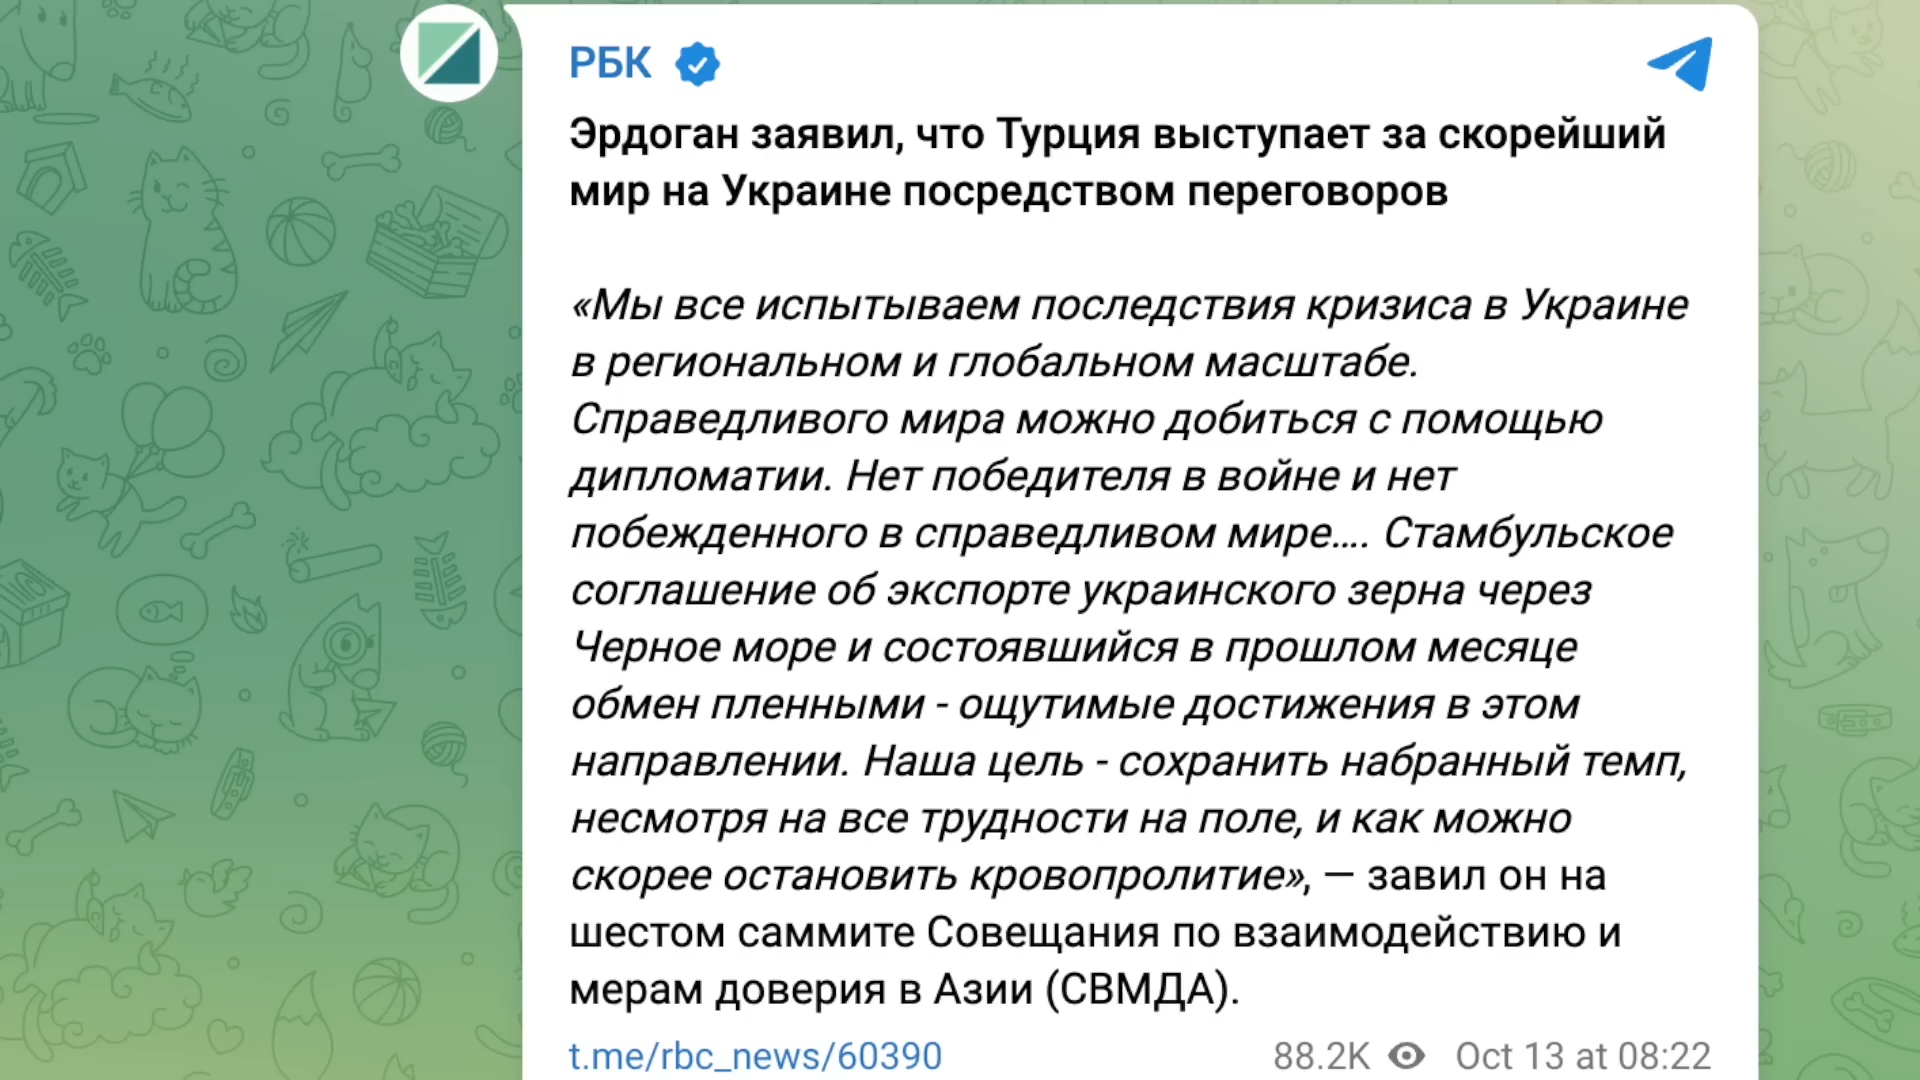 РБК
Эрдоган заявил, что Турция выступает за скорейший
мир на Украине посредством переговоров
«Мы все испытываем последствия кризиса в Украине
в региональном и глобальном масштабе.
Справедливого мира можно добиться с помощью
дипломатии. Нет победителя в войне и нет
побежденного в справедливом мире…. Стамбульское
соглашение об экспорте украинского зерна через
Черное море и состоявшийся в прошлом месяце
обмен пленными - ощутимые достижения в этом
направлении. Наша цель - сохранить набранный темп,
несмотря на все трудности на поле, и как можно
скорее остановить кровопролитие», — завил он на
шестом саммите Совещания по взаимодействию и
мерам доверия в Азии (СВМДА).
t.me/rbc_news/60390 88.2K Oct 13 at 08:22